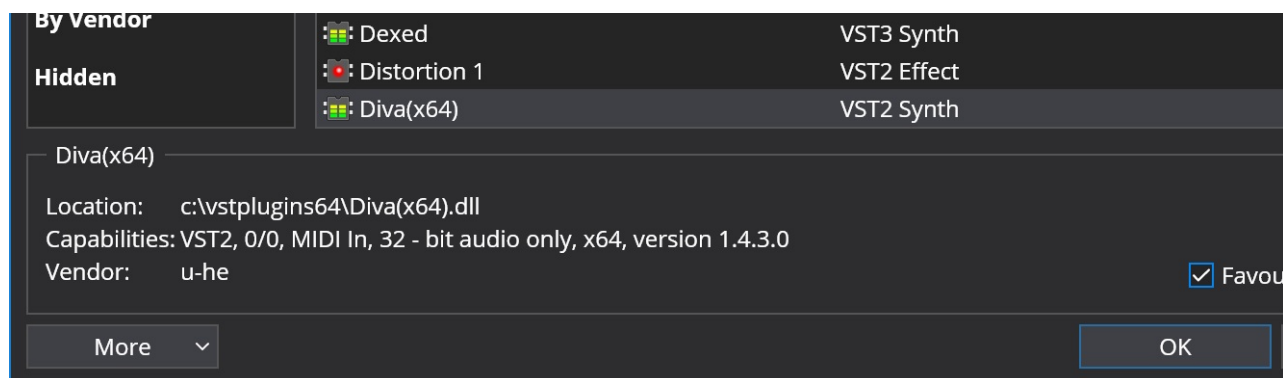 By Vendor
Hidden
Dexed VST3 Synth
Distortion 1 VST2 Effect
Diva(x64) VST2 Synth
Diva(x64)
Location: c:\vstplugins64\Diva(x64).dll
Capabilities: VST2, 0/0, MIDI In, 32 - bit audio only, x64, version 1.4.3.0
Vendor: u-he
Favou
More
OK